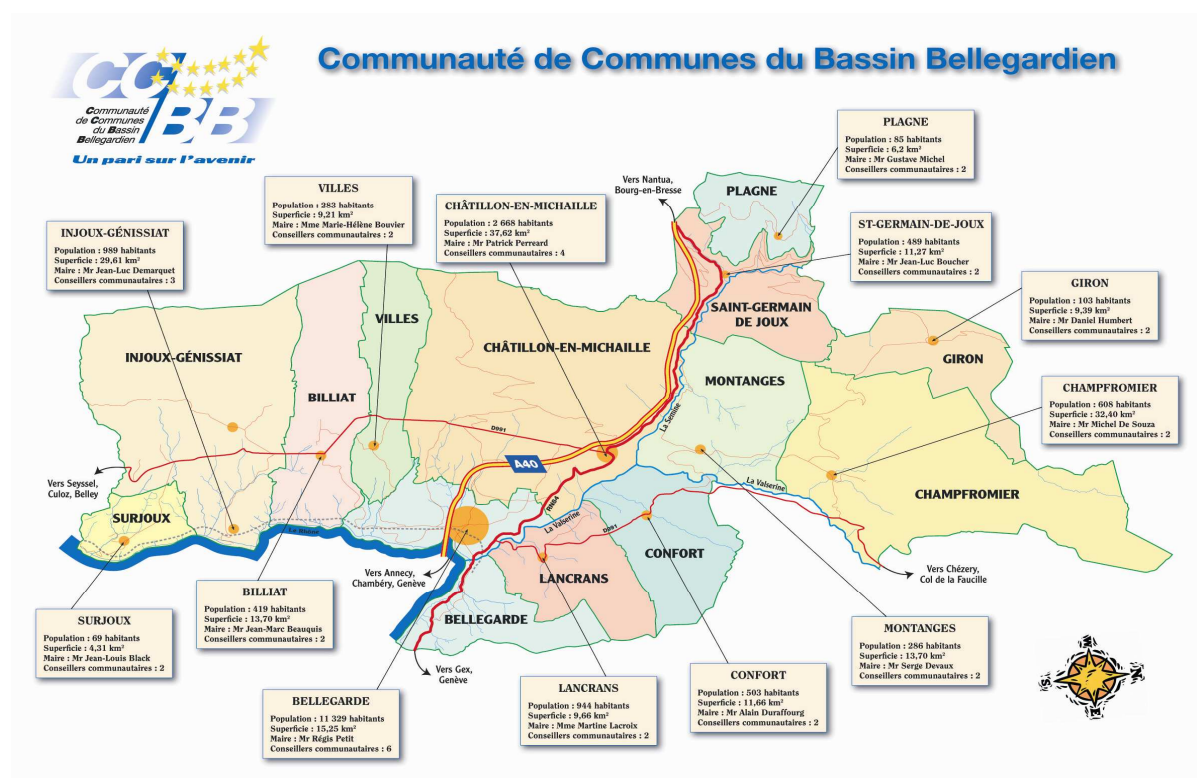 Communauté de Communes du Bassin Bellegardien
CC
BB
Communauté
de Communes
du Bassin
Bellegardien
Un pari sur l'avenir
PLAGNE
Population : 85 habitants
Superficie : 6,2 km²
Maire : Mr Gustave Michel
Conseillers communautaires : 2
VILLES
Population : 283 habitants
Superficie : 9,21 km²
Maire : Mme Marie-Hélène Bouvier
Conseillers communautaires : 2
CHÂTILLON-EN-MICHAILLE
Population : 2 668 habitants
Superficie : 37,62 km²
Maire : Mr Patrick Perreard
Conseillers communautaires : 4
Vers Nantua,
Bourg-en-Bresse
PLAGNE
INJOUX-GÉNISSIAT
Population : 989 habitants
Superficie : 29,61 km²
Maire : Mr Jean-Luc Demarquet
Conseillers communautaires : 3
ST-GERMAIN-DE-JOUX
Population : 489 habitants
Superficie : 11,27 km²
Maire : Mr Jean-Luc Boucher
Conseillers communautaires : 2
GIRON
Population : 103 habitants
Superficie : 9,39 km²
Maire : Mr Daniel Humbert
Conseillers communautaires : 2
VILLES
SAINT-GERMAIN
DE JOUX
INJOUX-GÉNISSIAT
CHÂTILLON-EN-MICHAILLE
GIRON
BILLIAT
MONTANGES
CHAMPFROMIER
Population : 608 habitants
Superficie : 32,40 km²
Maire : Mr Michel De Souza
Conseillers communautaires : 2
La Semine
D991
A40
Vers Seyssel,
Culoz, Belley
La Valserine
CHAMPFROMIER
RN84
SURJOUX
Le Rhône
La Valserine
D991
CONFORT
Vers Annecy,
Chambéry, Genève
LANCRANS
Vers Chézery,
Col de la Faucille
BELLEGARDE
BILLIAT
Population : 419 habitants
Superficie : 13,70 km²
Maire : Mr Jean-Marc Beauquis
Conseillers communautaires : 2
SURJOUX
Population : 69 habitants
Superficie : 4,31 km²
Maire : Mr Jean-Louis Black
Conseillers communautaires : 2
MONTANGES
Population : 286 habitants
Superficie : 13,70 km²
Maire : Mr Serge Devaux
Conseillers communautaires : 2
Vers Gex,
Genève
BELLEGARDE
Population : 11 329 habitants
Superficie : 15,25 km²
Maire : Mr Régis Petit
Conseillers communautaires : 6
LANCRANS
Population : 944 habitants
Superficie : 9,66 km²
Maire : Mme Martine Lacroix
Conseillers communautaires : 2
CONFORT
Population : 503 habitants
Superficie : 11,66 km²
Maire : Mr Alain Duraffourg
Conseillers communautaires : 2
O
S
N
E